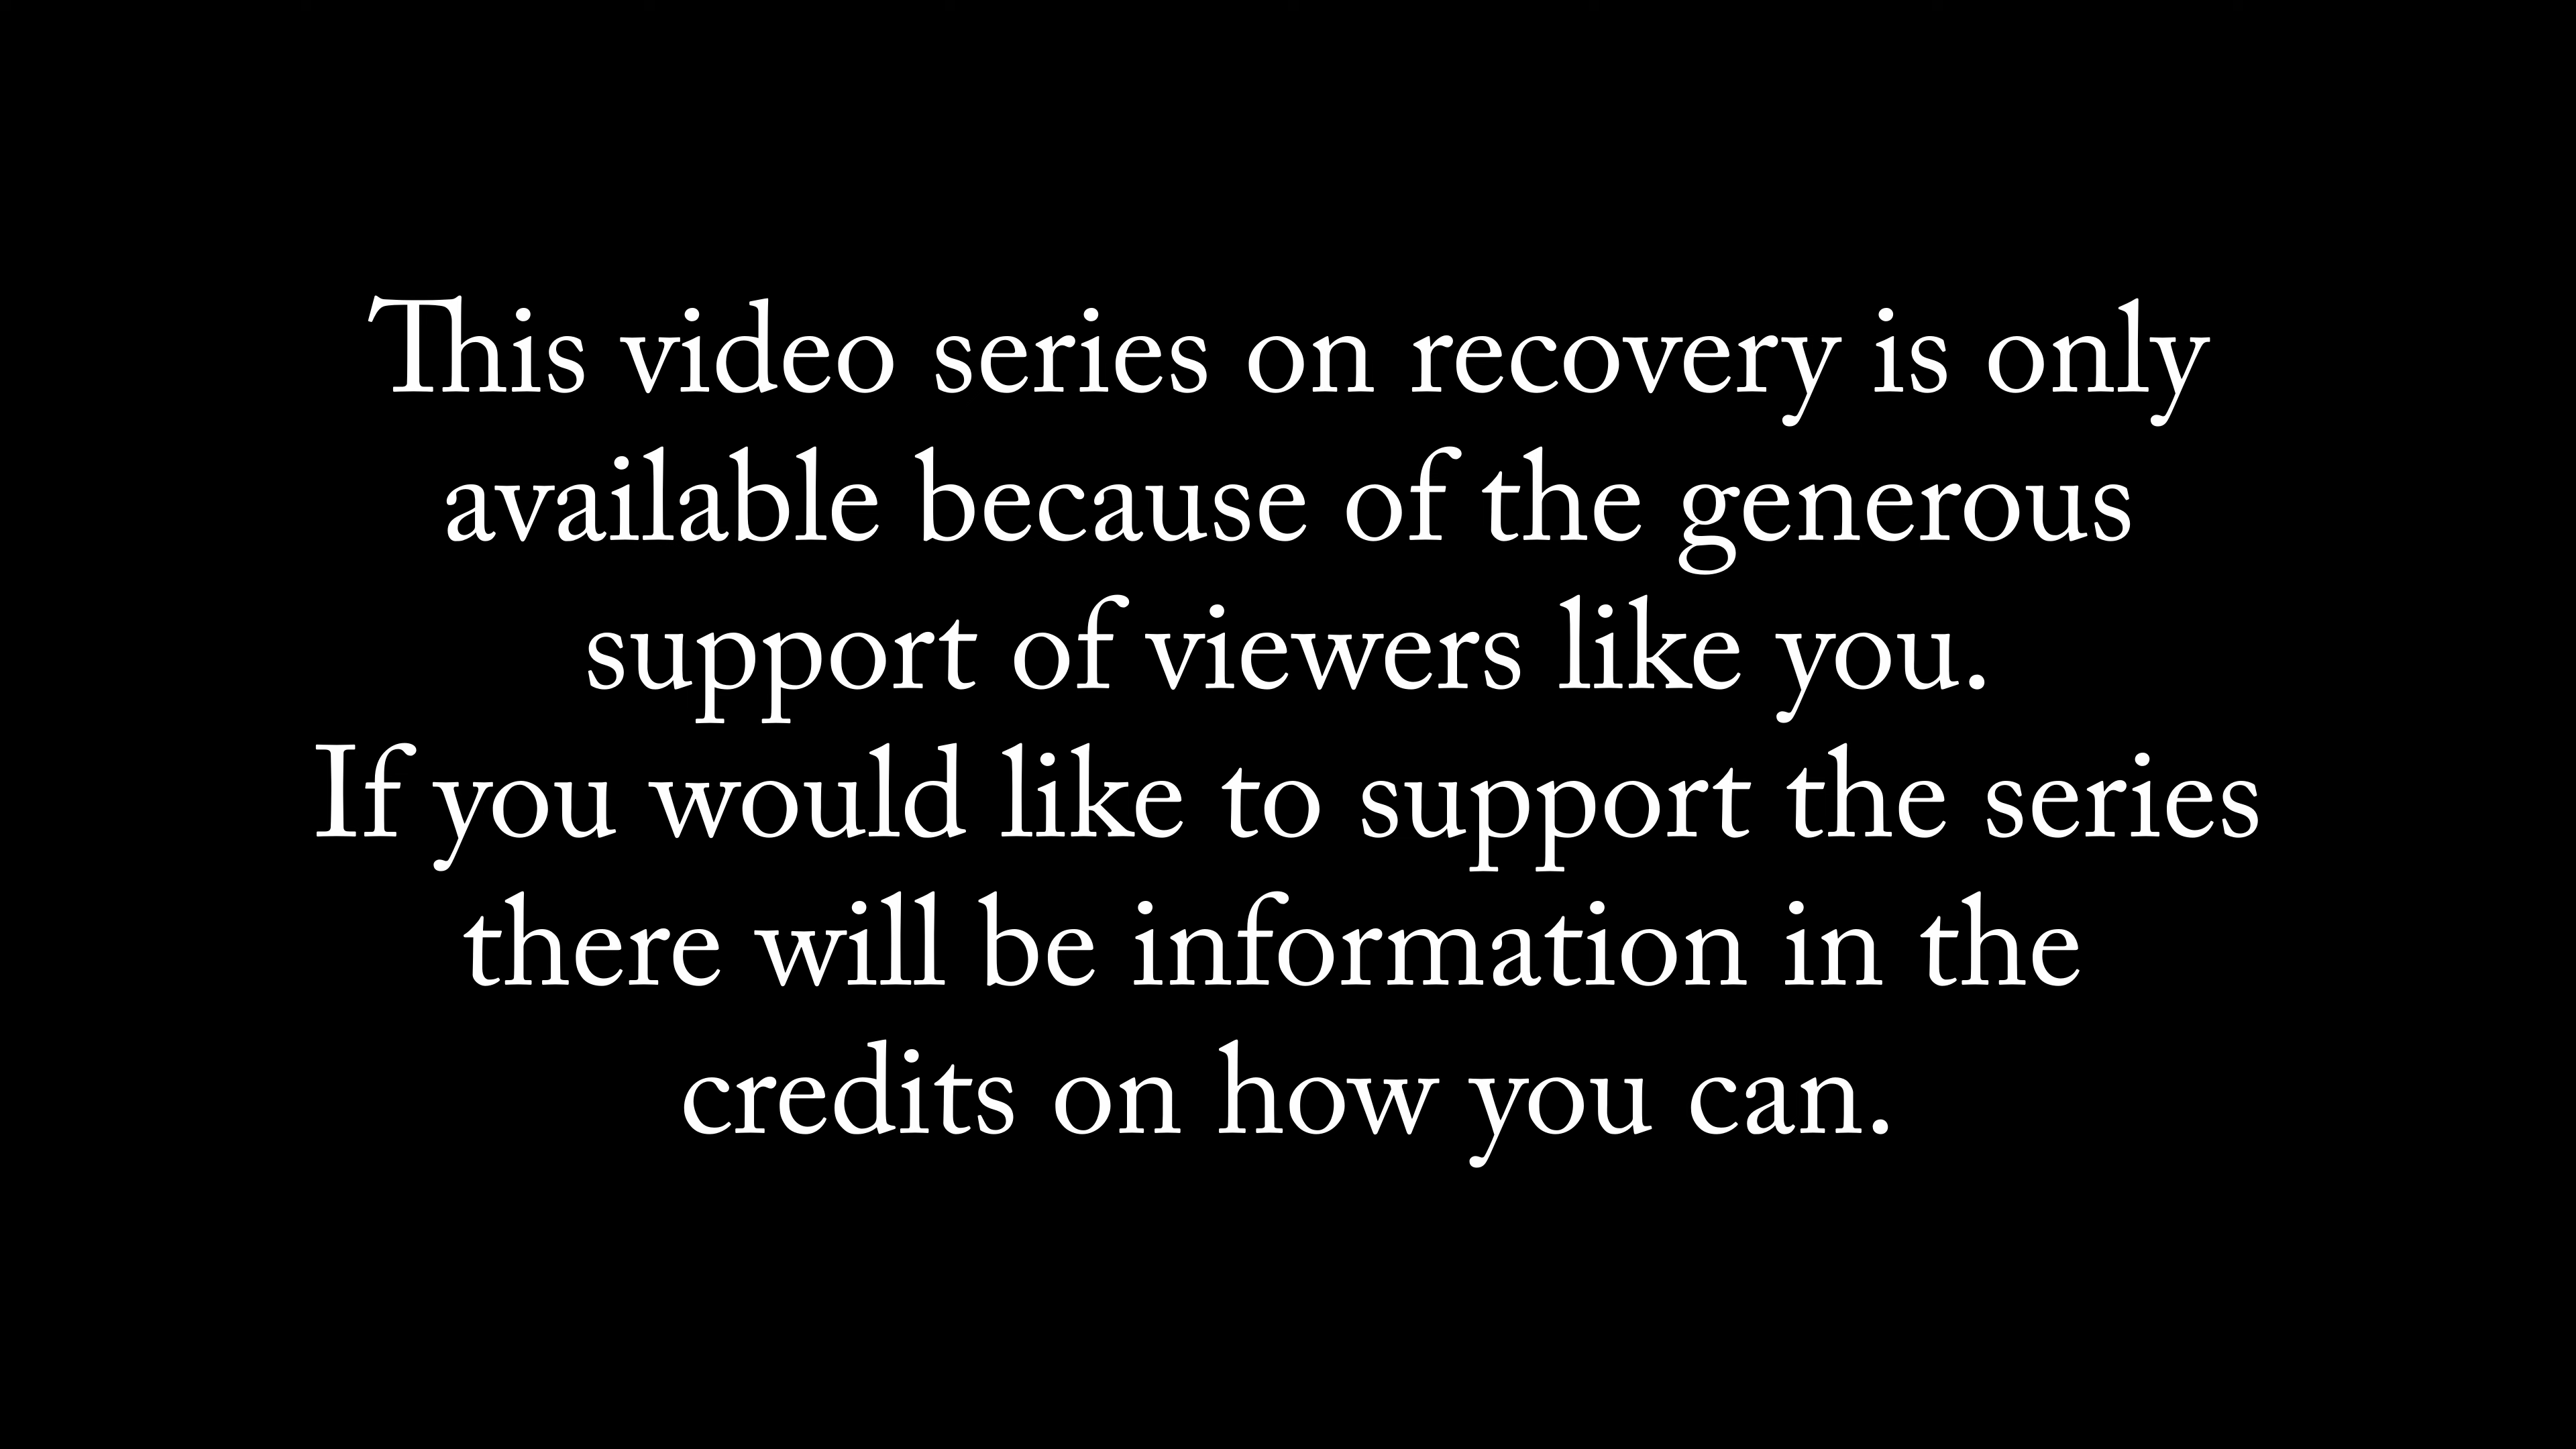 This video series on recovery is only
available because of the generous
support of viewers like you.
If you would like to support the series
there will be information in the
credits on how you can.